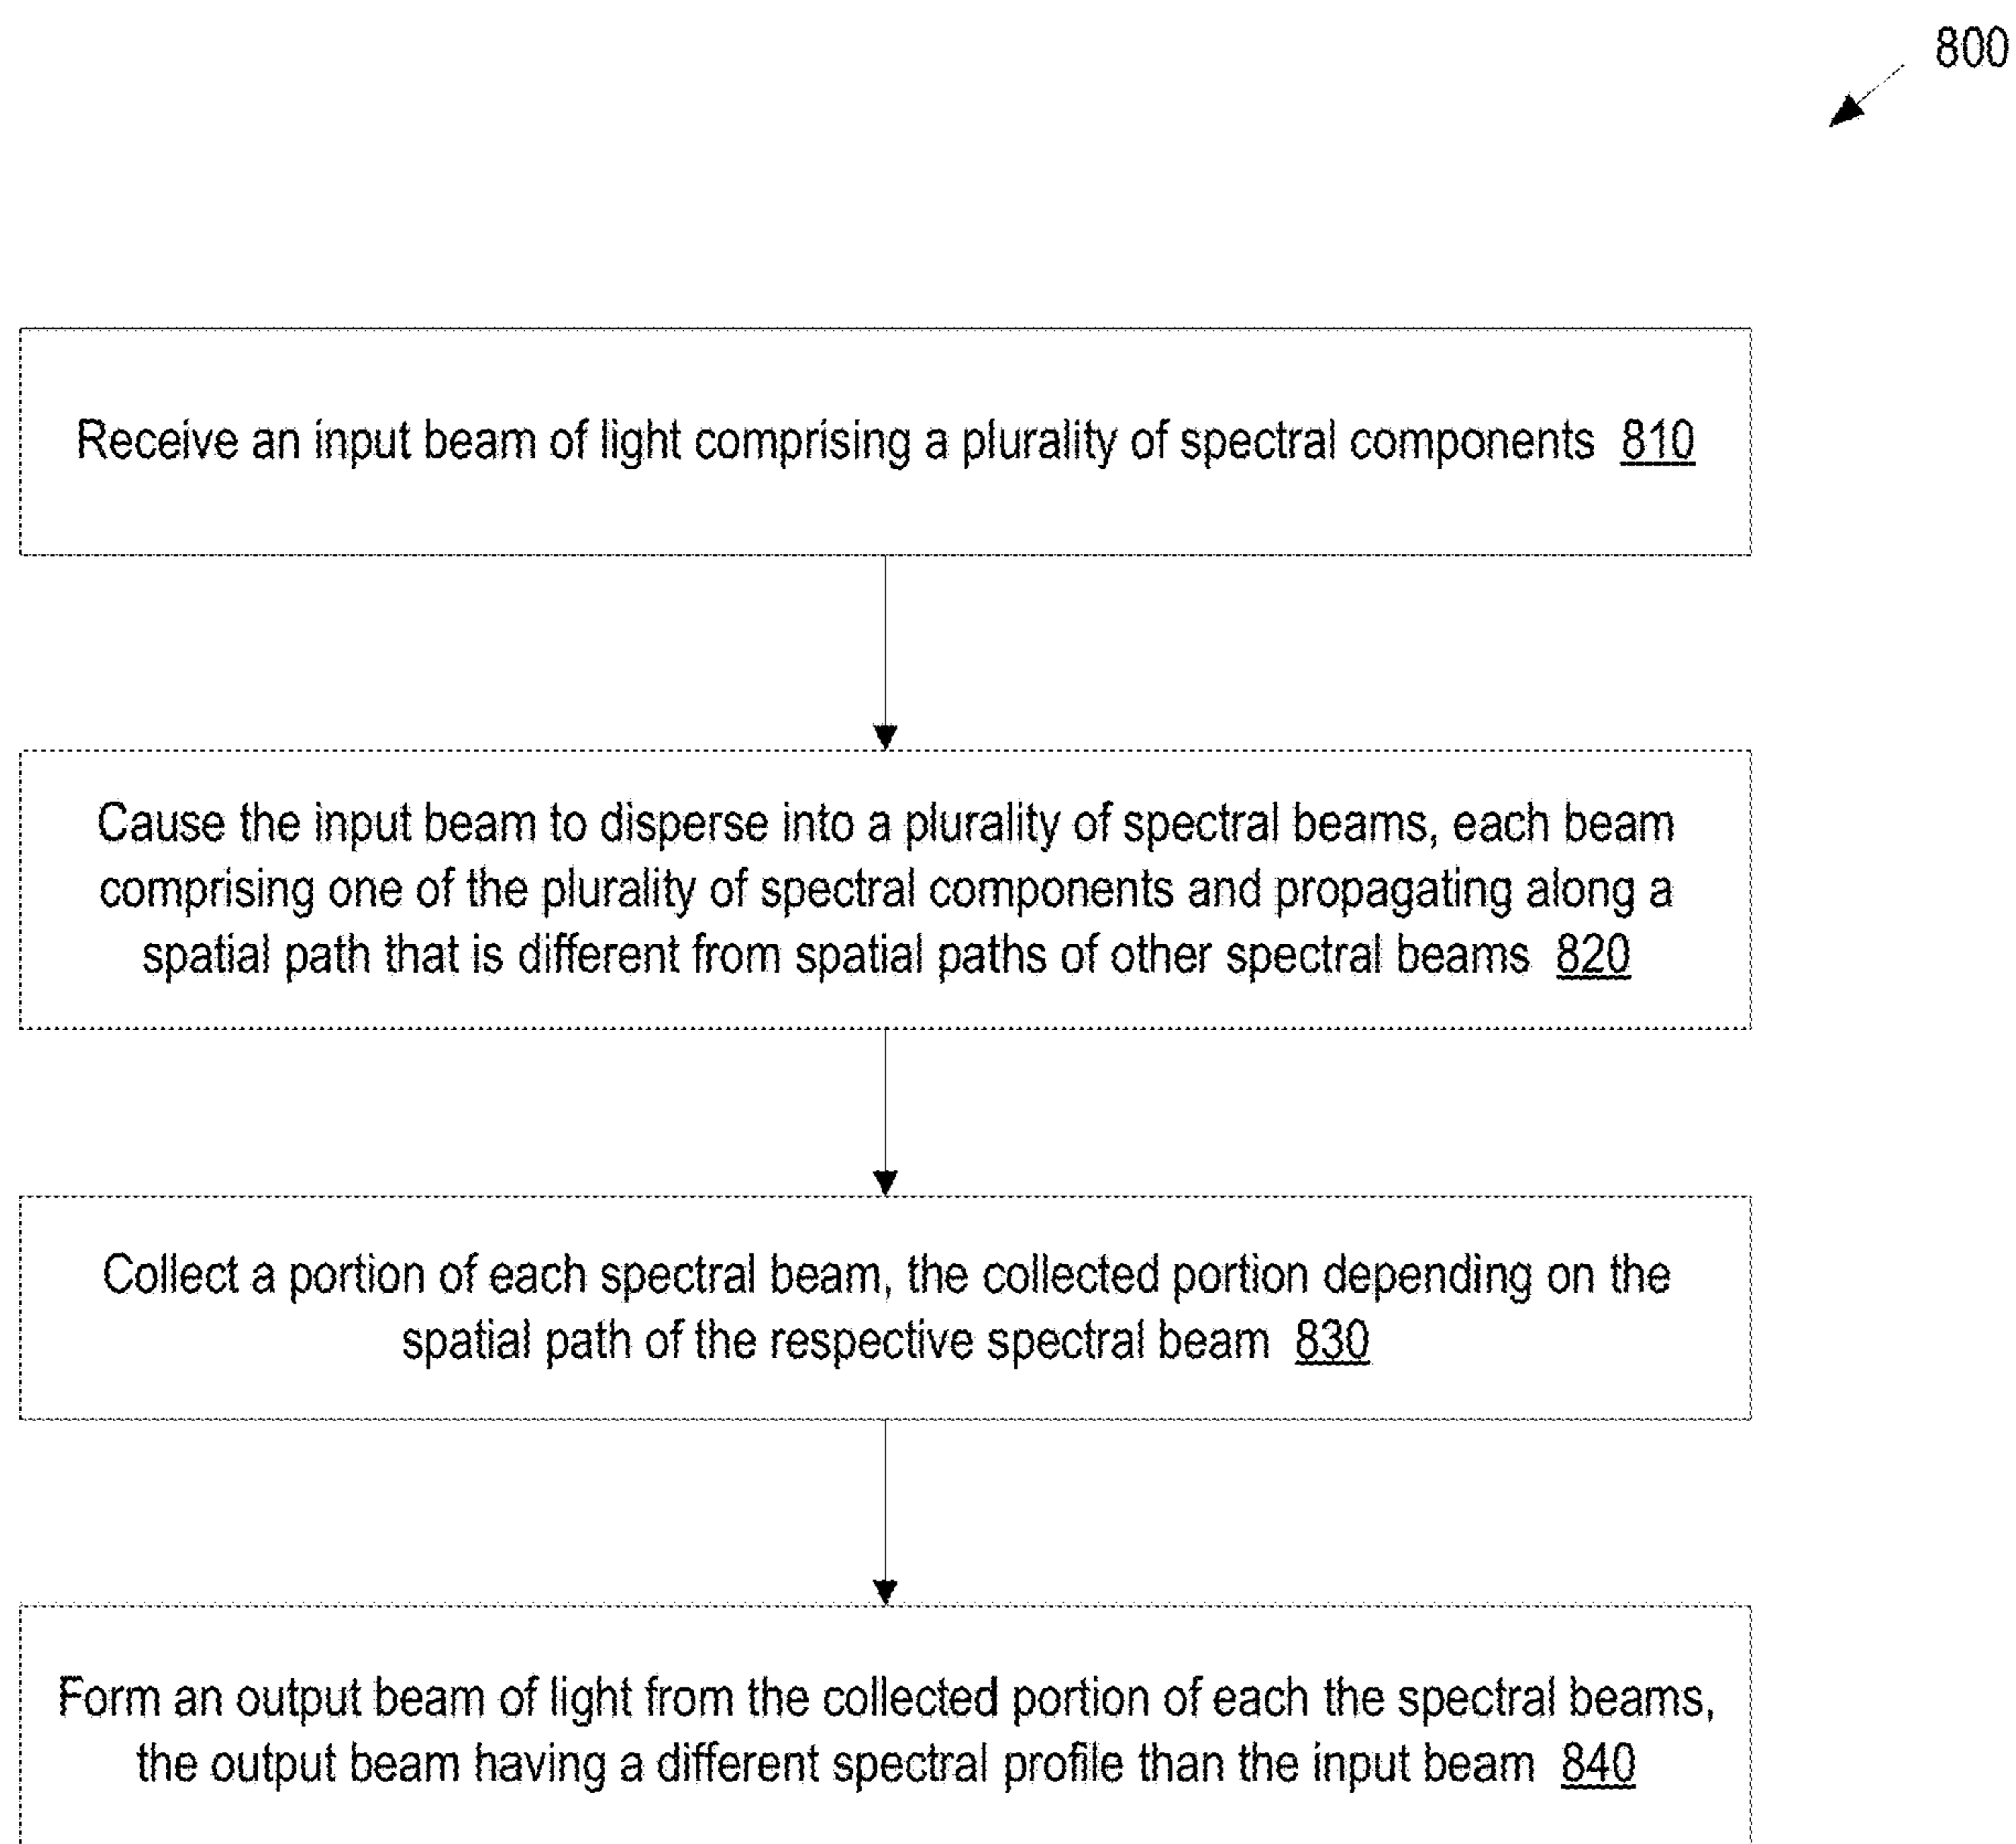 800
Receive an input beam of light comprising a plurality of spectral components 810
Cause the input beam to disperse into a plurality of spectral beams, each beam
comprising one of the plurality of spectral components and propagating along a
spatial path that is different from spatial paths of other spectral beams 820
Collect a portion of each spectral beam, the collected portion depending on the
spatial path of the respective spectral beam 830
Form an output beam of light from the collected portion of each the spectral beams,
the output beam having a different spectral profile than the input beam 840